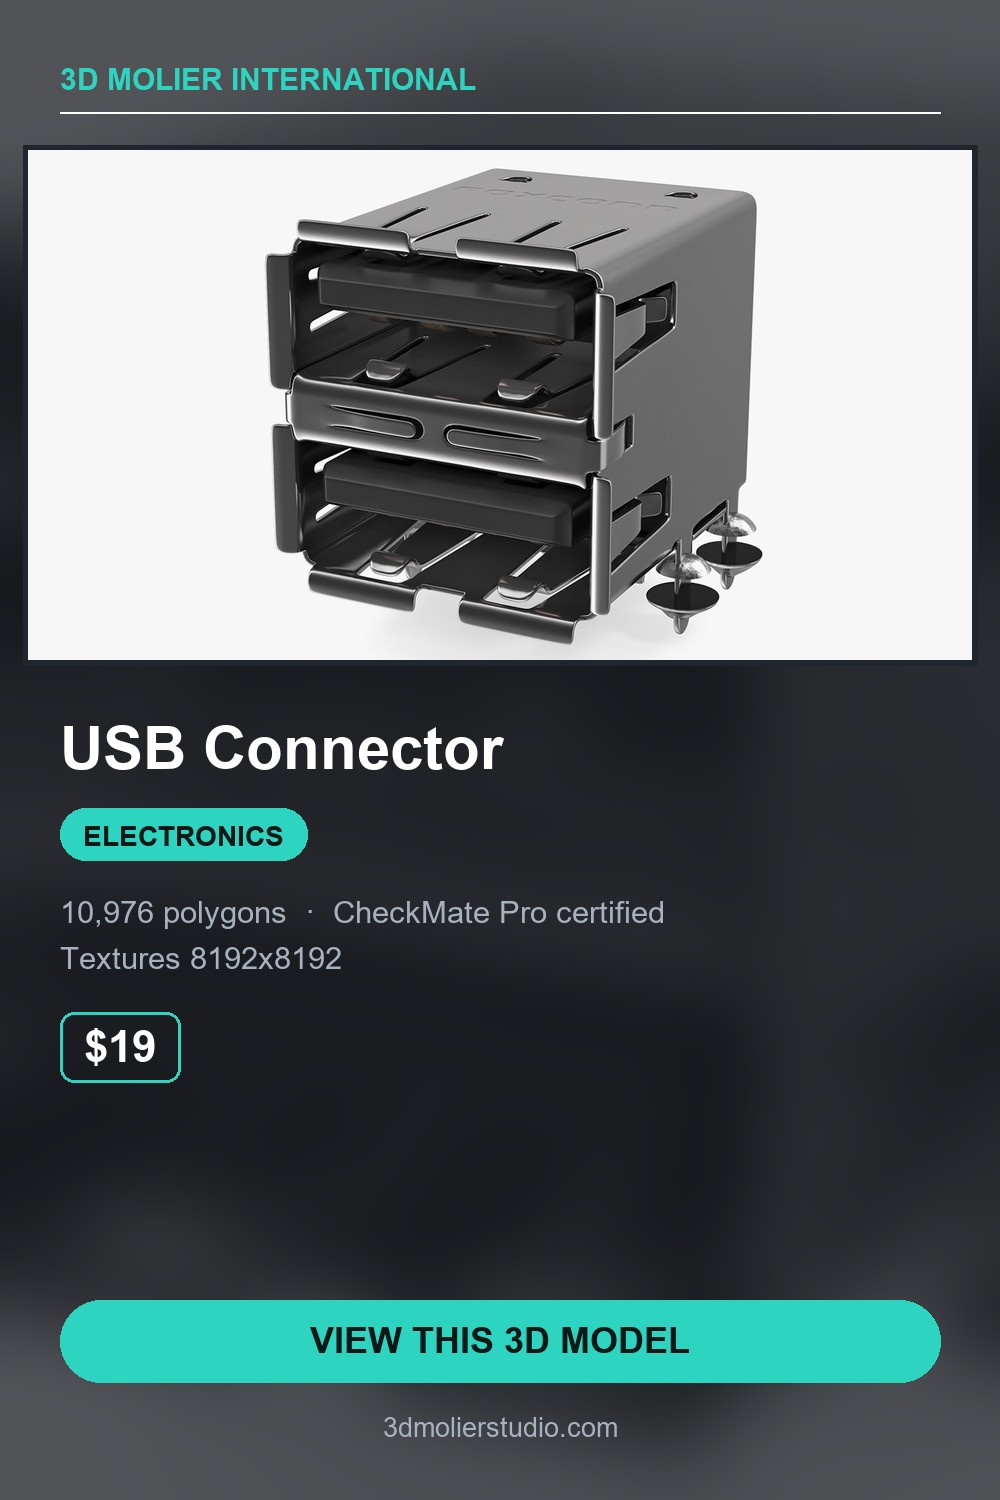 3D MOLIER INTERNATIONAL
FOXCONN
USB Connector
ELECTRONICS
10,976 polygons · CheckMate Pro certified
Textures 8192x8192
$19
VIEW THIS 3D MODEL
3dmolierstudio.com